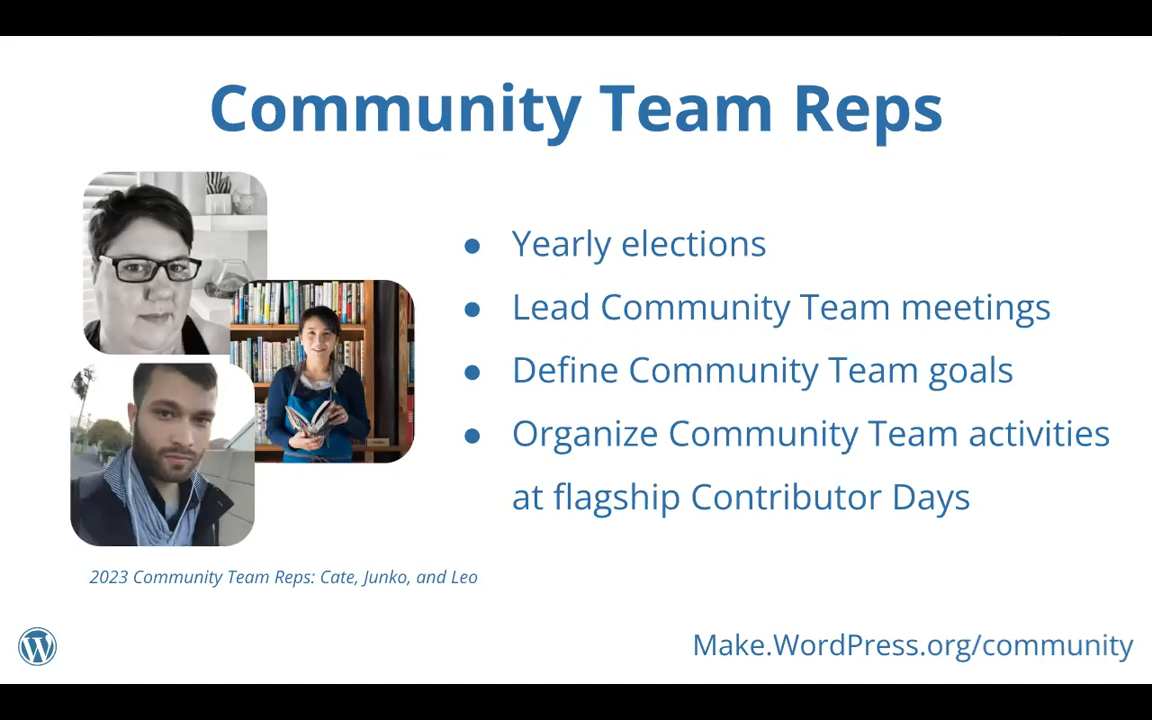 Community Team Reps
● Yearly elections
● Lead Community Team meetings
● Define Community Team goals
● Organize Community Team activities
at flagship Contributor Days
2023 Community Team Reps: Cate, Junko, and Leo
Make.WordPress.org/community